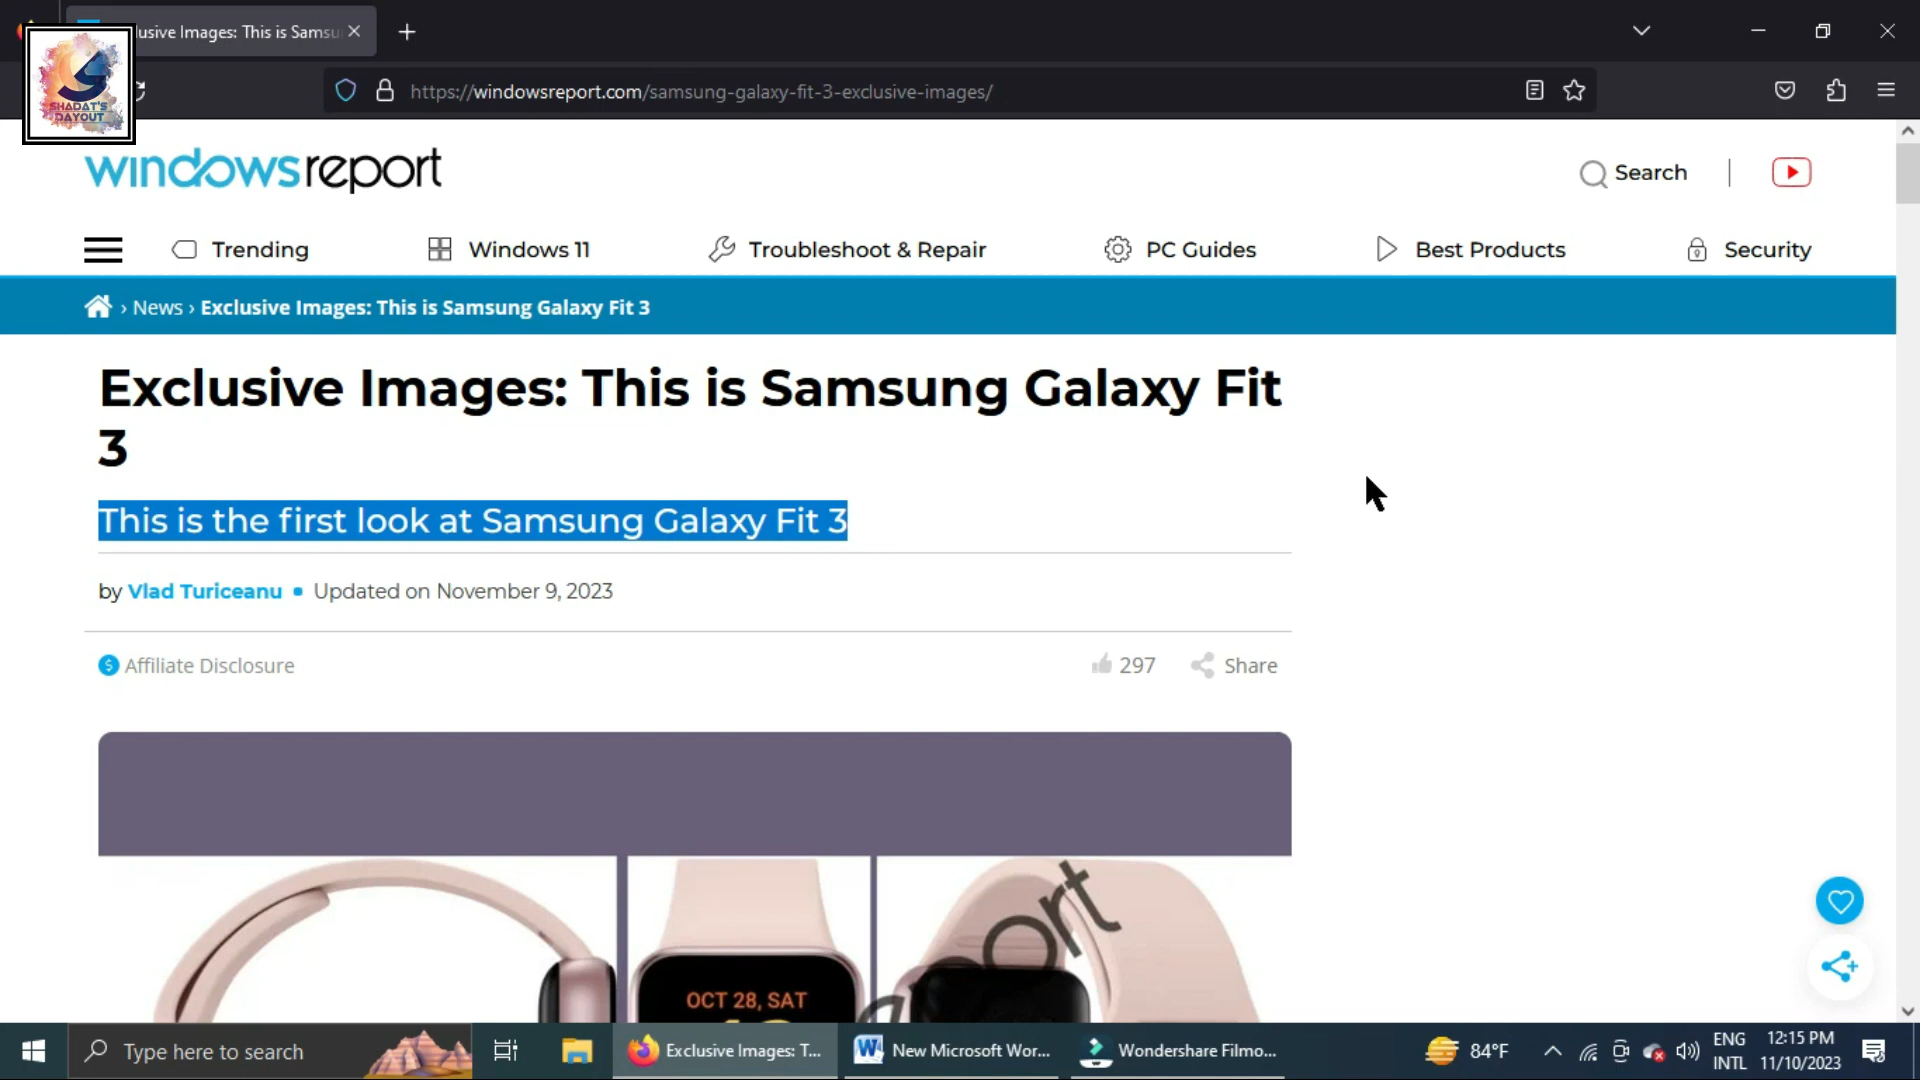 lusive Images: This is Samsu
SHADAT'S
DAYOUT
https://windowsreport.com/samsung-galaxy-fit-3-exclusive-images/
windowsreport
Search
Trending
Windows 11
Troubleshoot & Repair
PC Guides
Best Products
Security
› News › Exclusive Images: This is Samsung Galaxy Fit 3
Exclusive Images: This is Samsung Galaxy Fit
3
This is the first look at Samsung Galaxy Fit 3
by Vlad Turiceanu • Updated on November 9, 2023
$ Affiliate Disclosure
297
Share
OCT 28, SAT
Type here to search
Exclusive Images: T...
New Microsoft Wor...
Wondershare Filmo...
84°F
ENG
INTL
12:15 PM
11/10/2023